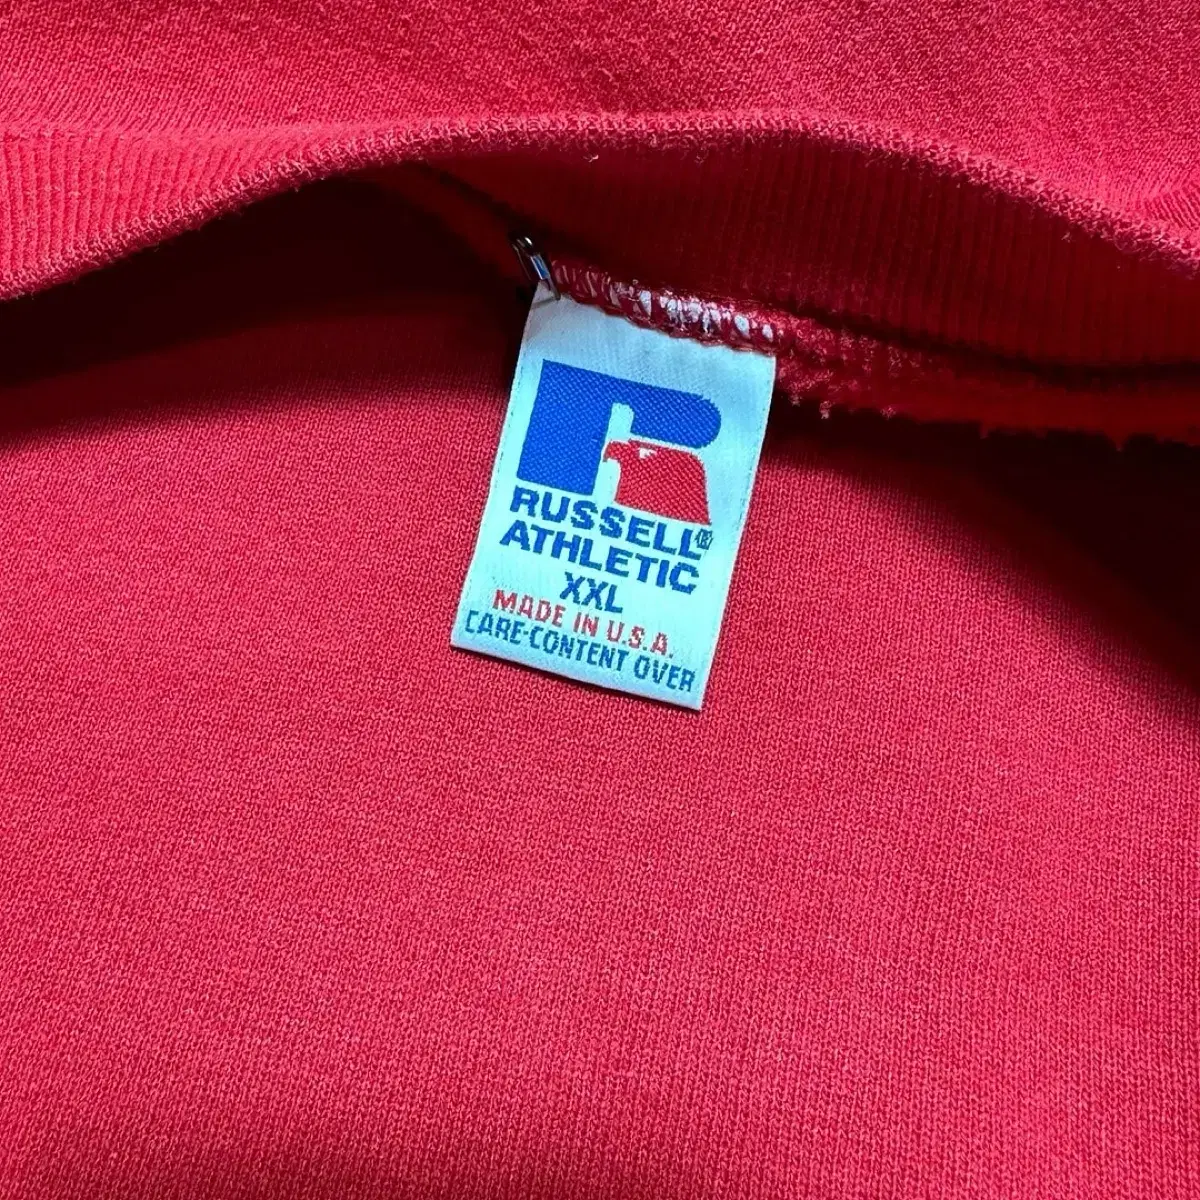 RUSSELL®
ATHLETIC
XXL
MADE IN U.S.A.
CARE-CONTENT OVER